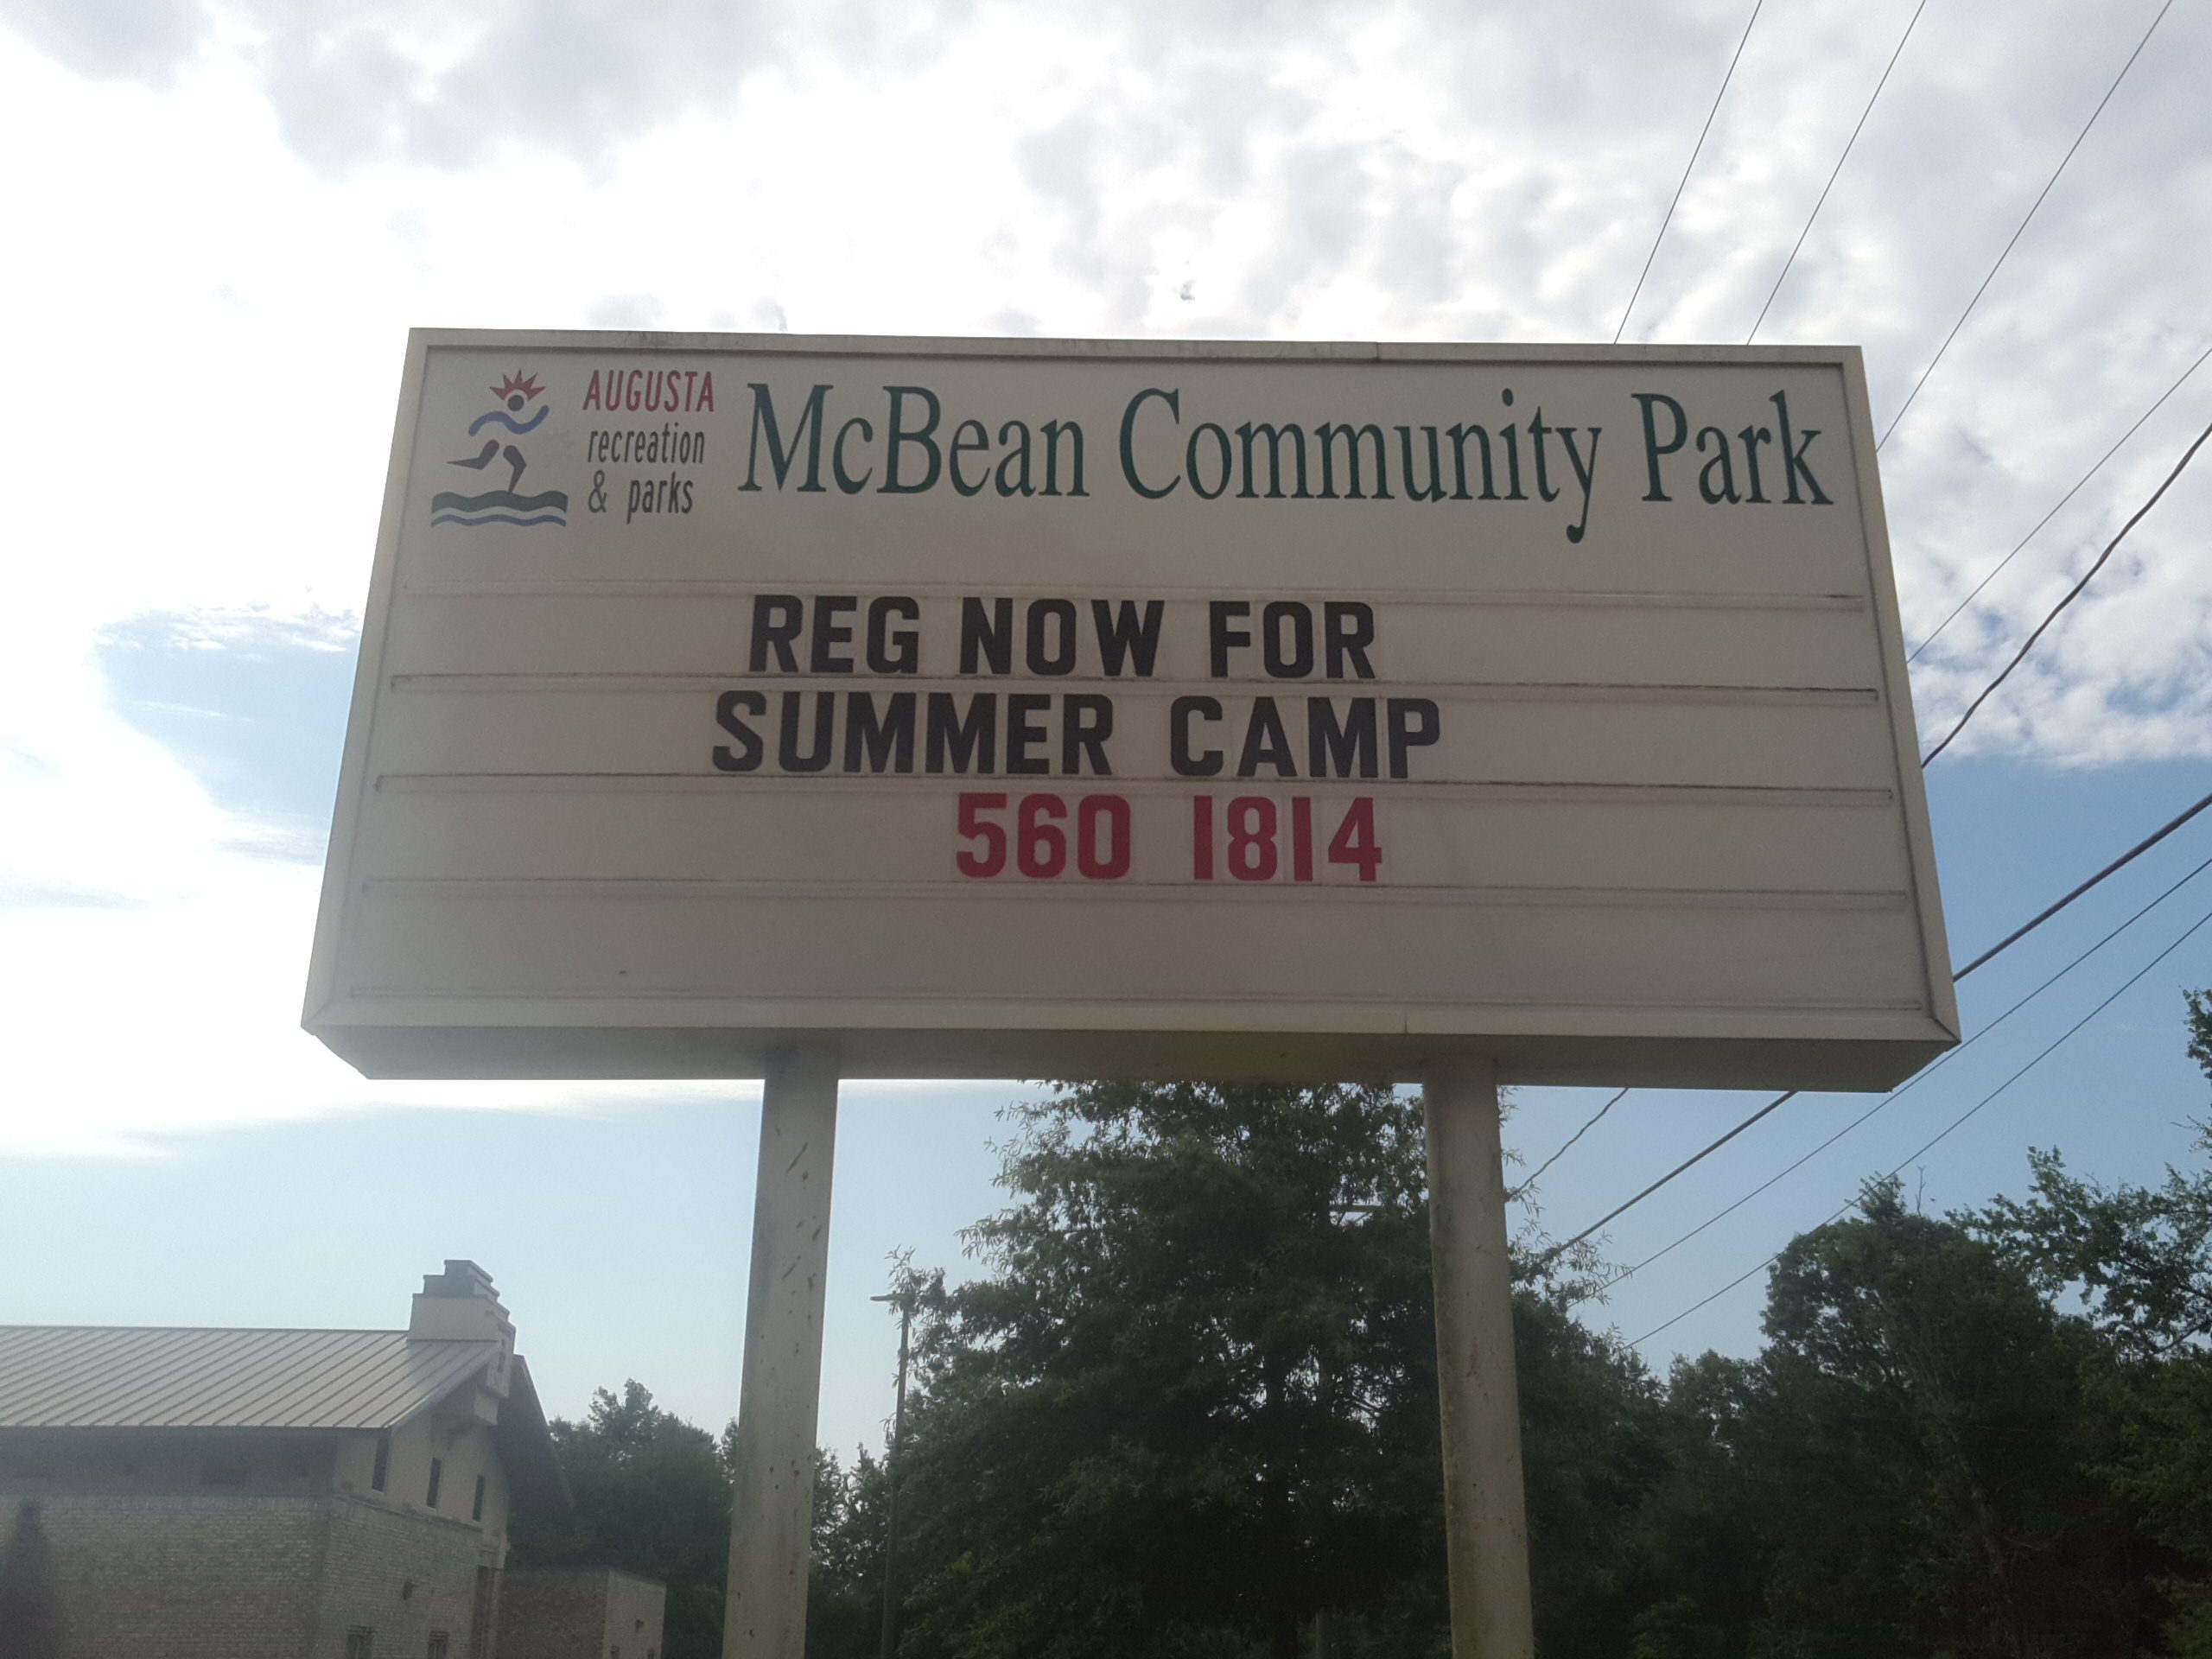 AUGUSTA
recreation
& parks
McBean Community Park
REG NOW FOR
SUMMER CAMP
560 1814